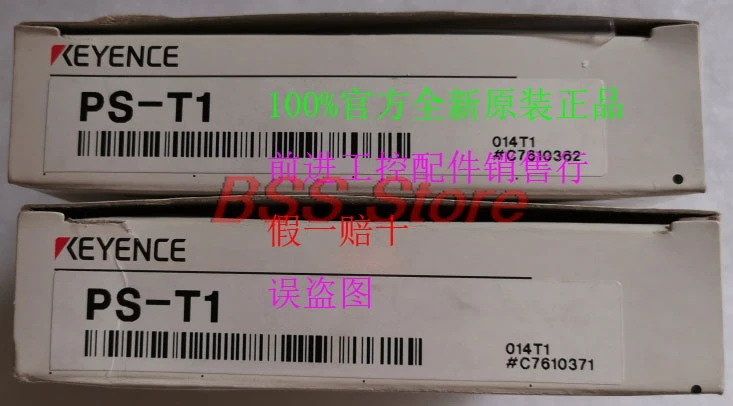 KEYENCE
PS-T1
100%官方全新原装正品
014T1
#C7610362
前进工控配件销售行
BSS Store
假一赔十
KEYENCE
PS-T1
误盗图
014T1
#C7610371